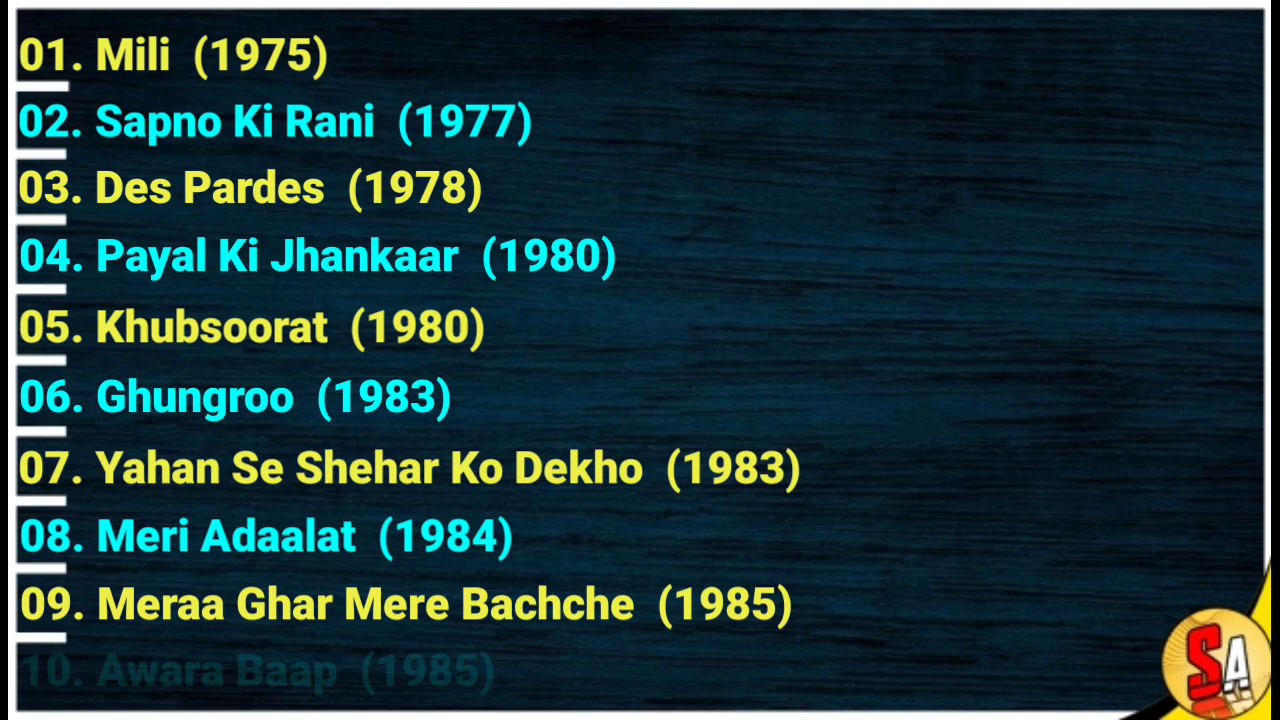 01. Mili (1975)
02. Sapno Ki Rani (1977)
03. Des Pardes (1978)
04. Payal Ki Jhankaar (1980)
05. Khubsoorat (1980)
06. Ghungroo (1983)
07. Yahan Se Shehar Ko Dekho (1983)
08. Meri Adaalat (1984)
09. Meraa Ghar Mere Bachche (1985)
10. Awara Baap (1985)
SA